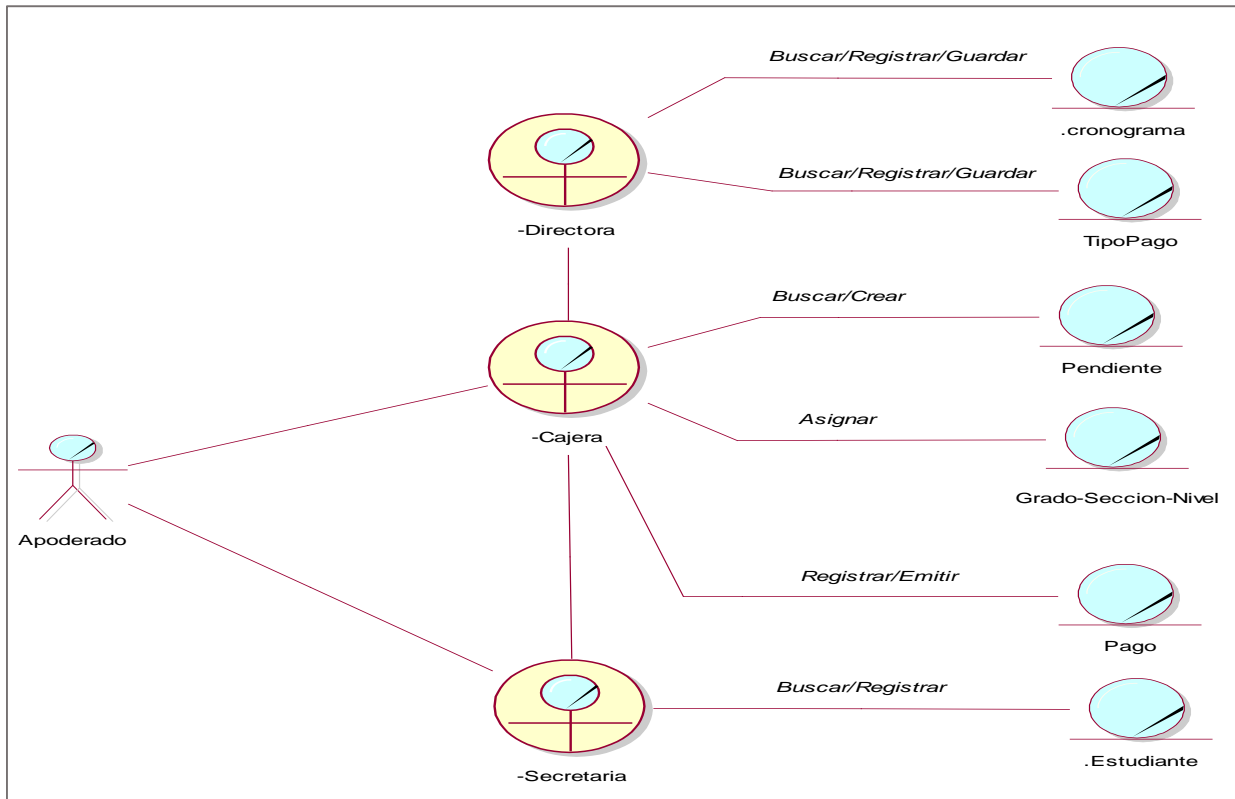 Buscar/Registrar/Guardar
.cronograma
Buscar/Registrar/Guardar
TipoPago
-Directora
Buscar/Crear
Pendiente
-Cajera
Asignar
Grado-Seccion-Nivel
Apoderado
Registrar/Emitir
Pago
Buscar/Registrar
.Estudiante
-Secretaria